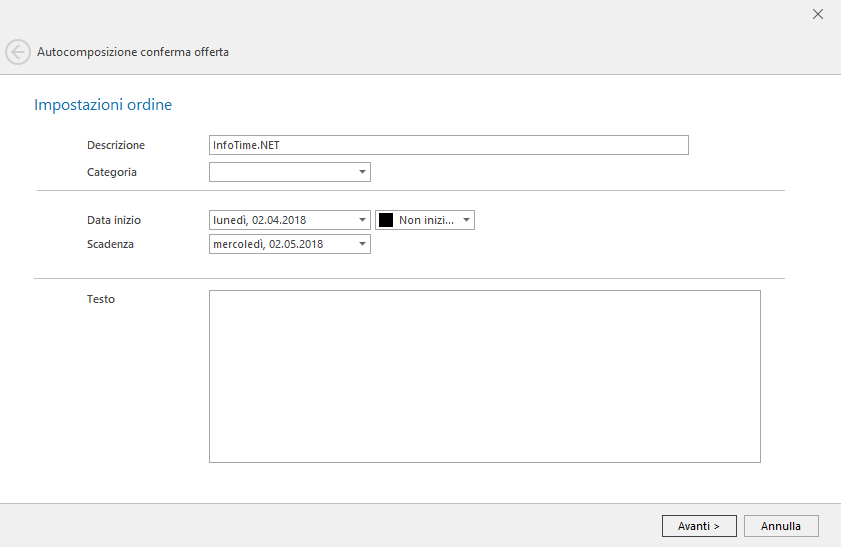 Autocomposizione conferma offerta
Impostazioni ordine
Descrizione InfoTime.NET
Categoria
Data inizio lunedì, 02.04.2018 Non inizi...
Scadenza mercoledì, 02.05.2018
Testo
Avanti > Annulla